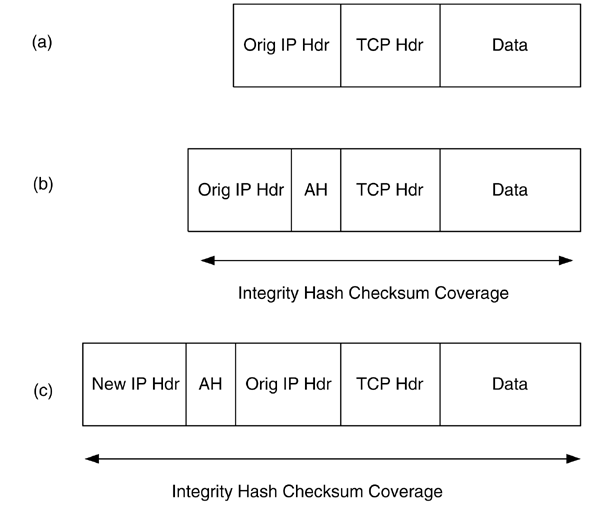 (a) Orig IP Hdr TCP Hdr Data
(b) Orig IP Hdr AH TCP Hdr Data
Integrity Hash Checksum Coverage
(c) New IP Hdr AH Orig IP Hdr TCP Hdr Data
Integrity Hash Checksum Coverage